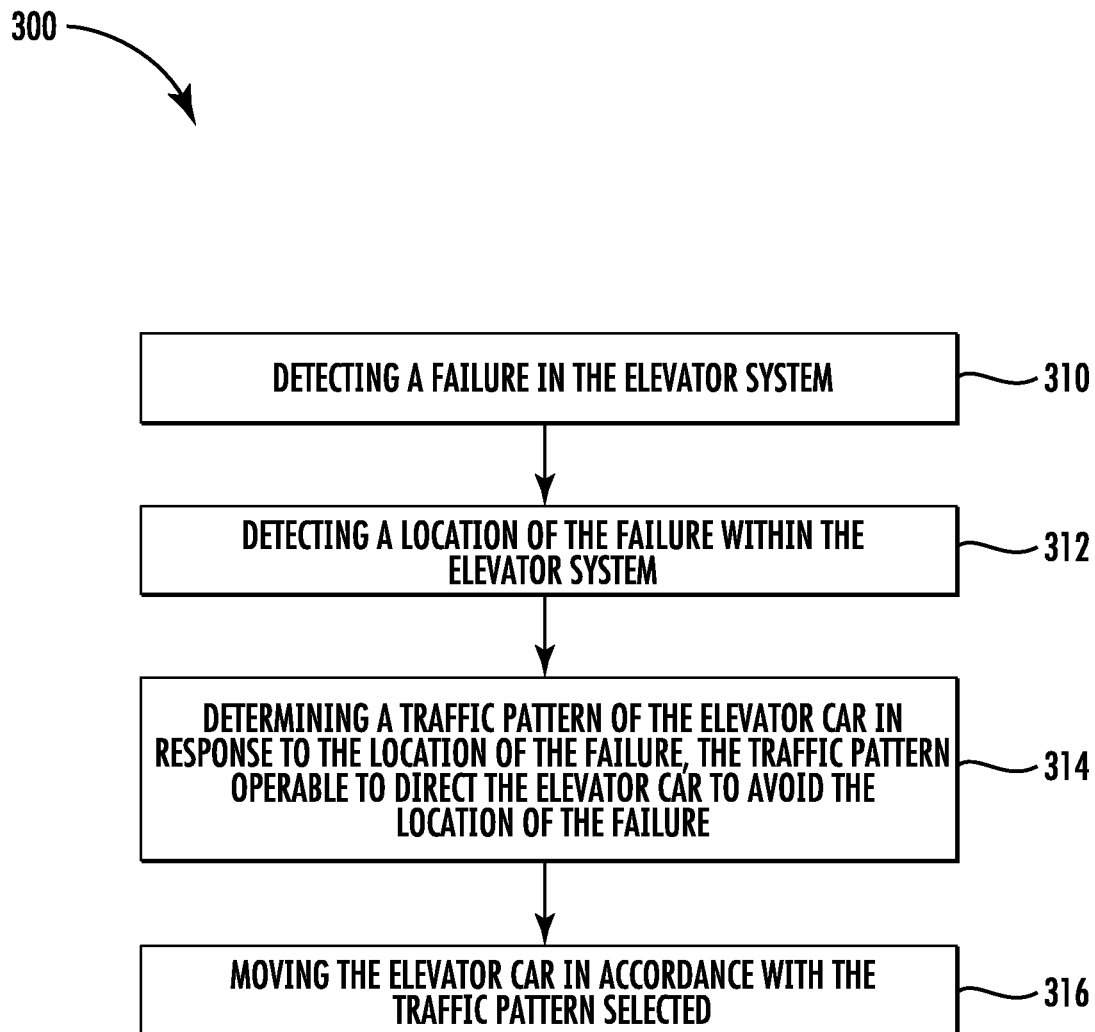 300
DETECTING A FAILURE IN THE ELEVATOR SYSTEM
310
DETECTING A LOCATION OF THE FAILURE WITHIN THE
ELEVATOR SYSTEM
312
DETERMINING A TRAFFIC PATTERN OF THE ELEVATOR CAR IN
RESPONSE TO THE LOCATION OF THE FAILURE, THE TRAFFIC PATTERN
OPERABLE TO DIRECT THE ELEVATOR CAR TO AVOID THE
LOCATION OF THE FAILURE
314
MOVING THE ELEVATOR CAR IN ACCORDANCE WITH THE
TRAFFIC PATTERN SELECTED
316